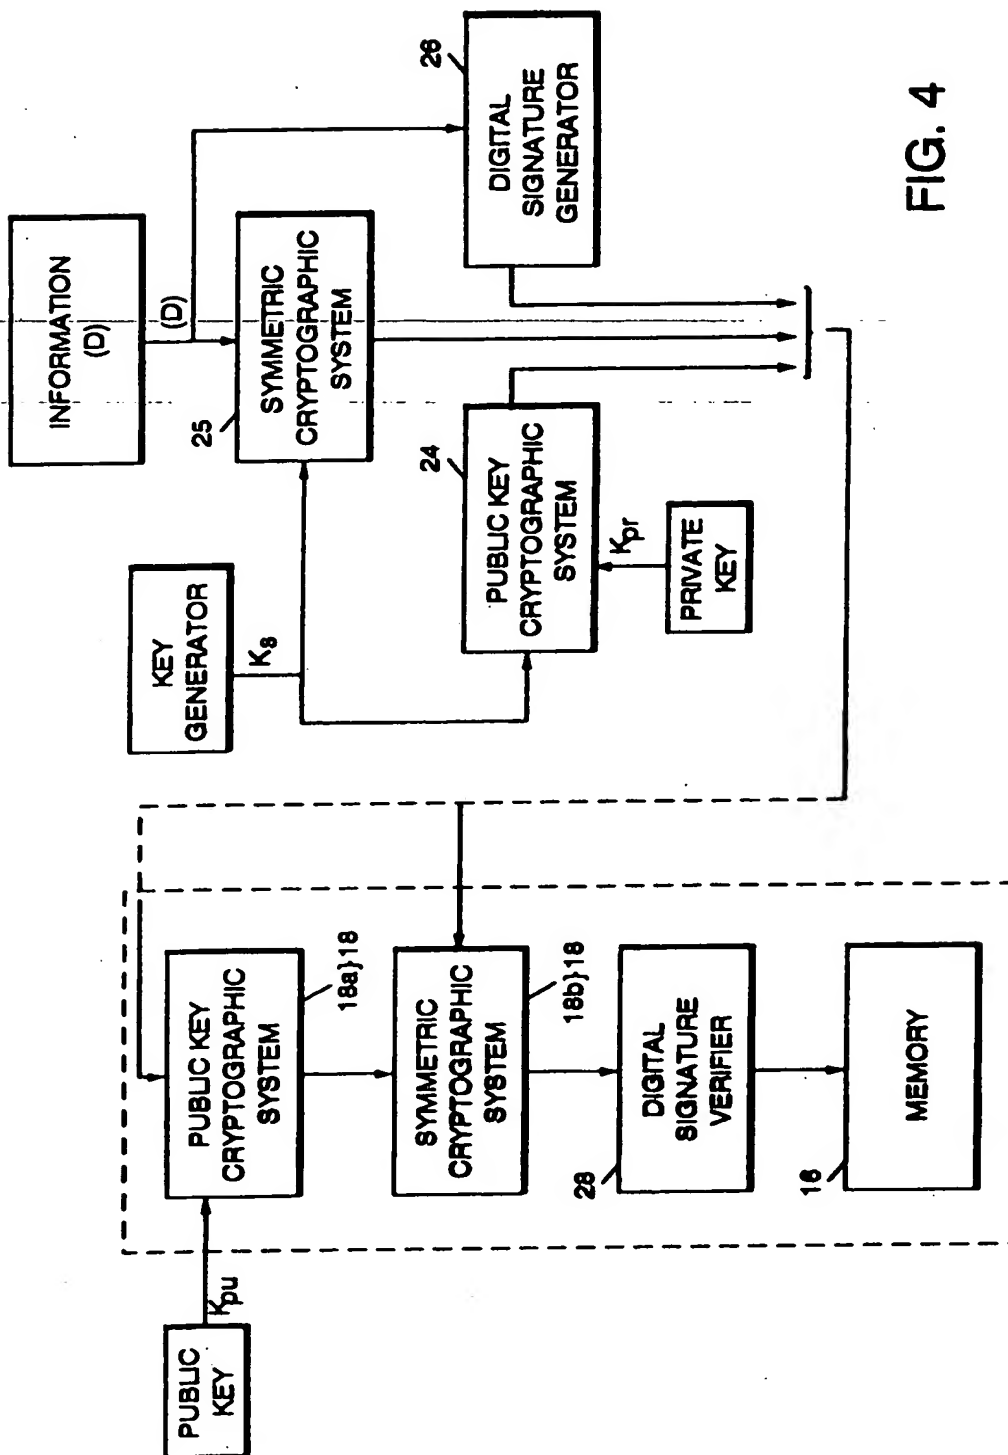 INFORMATION
(D)
(D)
25
SYMMETRIC
CRYPTOGRAPHIC
SYSTEM
26
DIGITAL
SIGNATURE
GENERATOR
KEY
GENERATOR
Ks
24
PUBLIC KEY
CRYPTOGRAPHIC
SYSTEM
Kpr
PRIVATE
KEY
PUBLIC
KEY
Kpu
PUBLIC KEY
CRYPTOGRAPHIC
SYSTEM
18a}18
SYMMETRIC
CRYPTOGRAPHIC
SYSTEM
18b}18
28
DIGITAL
SIGNATURE
VERIFIER
16
MEMORY
FIG. 4